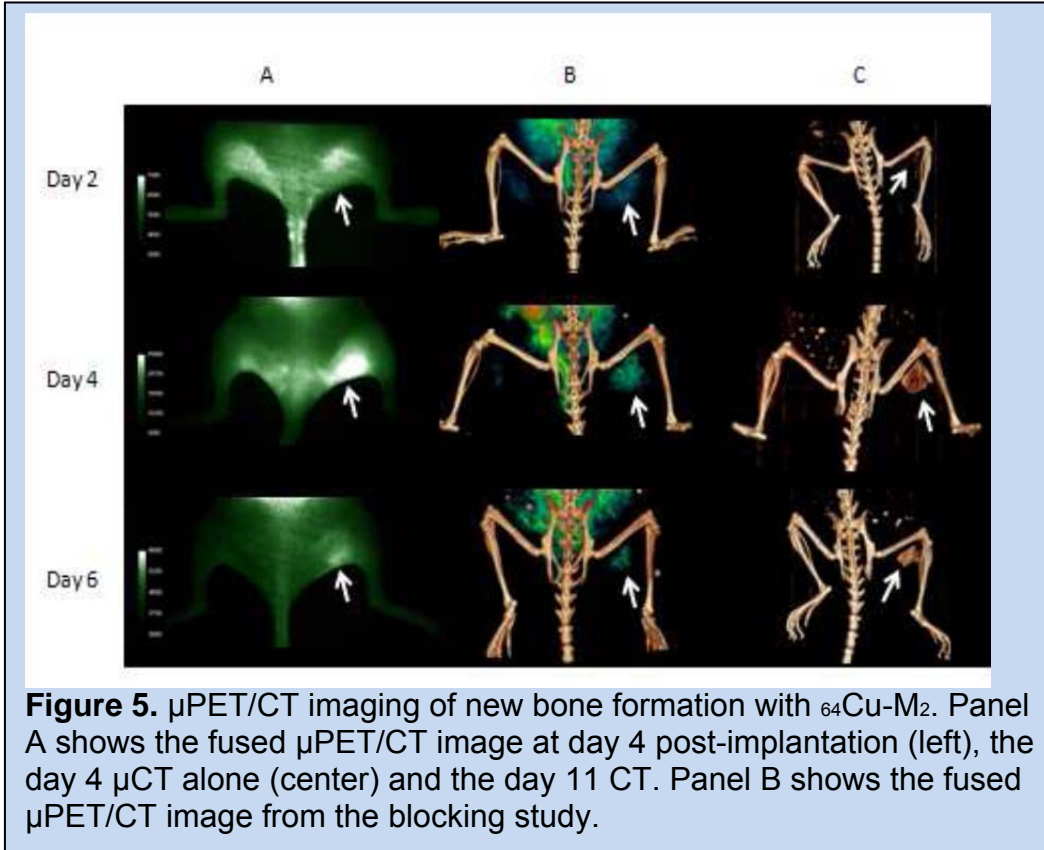 A B C
Day 2
Day 4
Day 6
Figure 5. µPET/CT imaging of new bone formation with 64Cu-M2. Panel
A shows the fused µPET/CT image at day 4 post-implantation (left), the
day 4 µCT alone (center) and the day 11 CT. Panel B shows the fused
µPET/CT image from the blocking study.